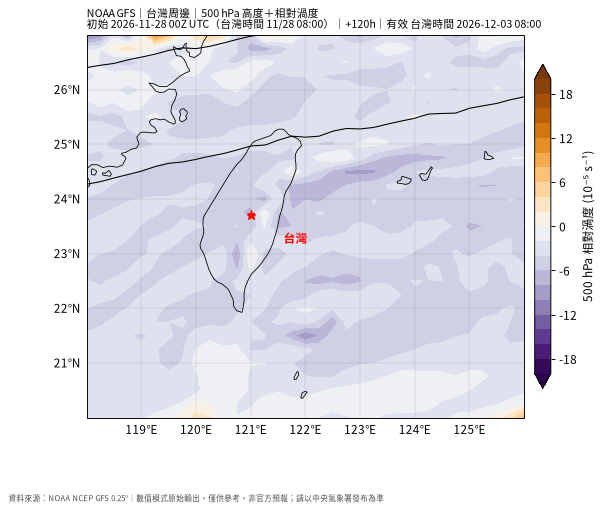 NOAA GFS｜台灣周邊｜500 hPa 高度＋相對渦度
初始 2026-11-28 00Z UTC（台灣時間 11/28 08:00）｜+120h｜有效 台灣時間 2026-12-03 08:00
26°N
25°N
24°N
23°N
22°N
21°N
119°E 120°E 121°E 122°E 123°E 124°E 125°E
台灣
18
12
6
0
-6
-12
-18
500 hPa 相對渦度 (10⁻⁵ s⁻¹)
資料來源：NOAA NCEP GFS 0.25°｜數值模式原始輸出，僅供參考，非官方預報；請以中央氣象署發布為準